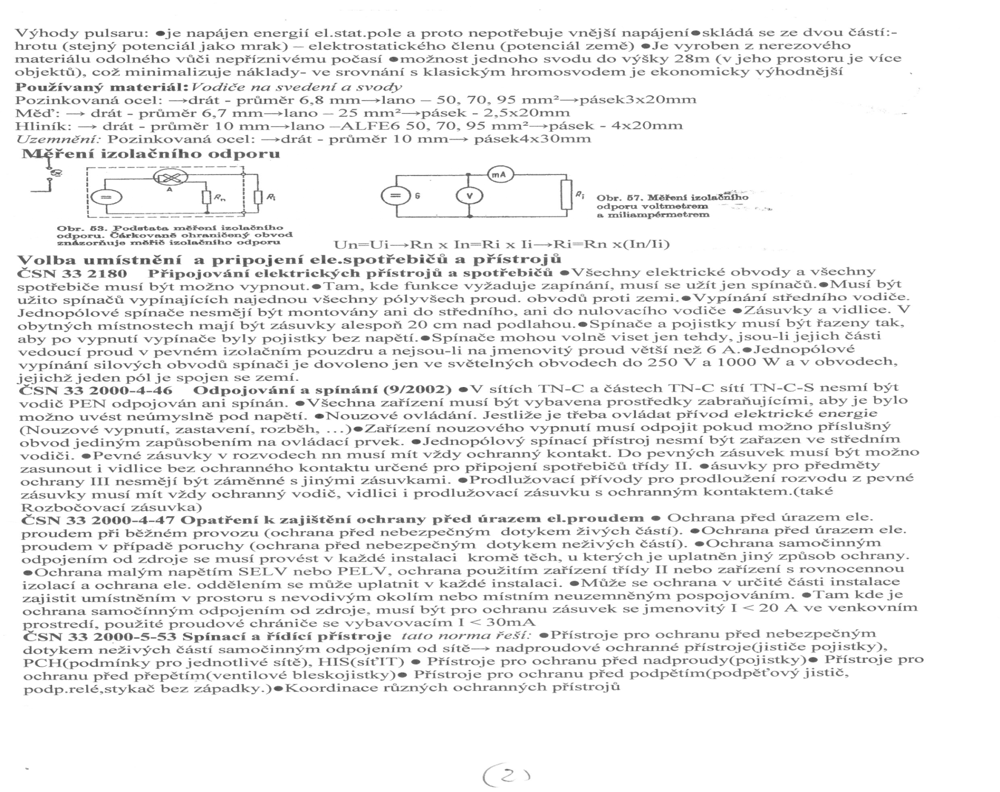 Výhody pulsaru: ●je napájen energií el.stat.pole a proto nepotřebuje vnější napájení●skládá se ze dvou částí:-
hrotu (stejný potenciál jako mrak) – elektrostatického členu (potenciál země) ●Je vyroben z nerezového
materiálu odolného vůči nepříznivému počasí ●možnost jednoho svodu do výšky 28m (v jeho prostoru je více
objektů), což minimalizuje náklady- ve srovnání s klasickým hromosvodem je ekonomicky výhodnější
Používaný materiál: Vodiče na svedení a svody
Pozinkovaná ocel: →drát - průměr 6,8 mm→lano – 50, 70, 95 mm²→pásek3x20mm
Měď: → drát - průměr 6,7 mm→lano – 25 mm²→pásek - 2,5x20mm
Hliník: → drát - průměr 10 mm→lano –ALFE6 50, 70, 95 mm²→pásek - 4x20mm
Uzemnění: Pozinkovaná ocel: →drát - průměr 10 mm→ pásek4x30mm
Měření izolačního odporu
A
Rn
Ri
mA
G
V
Ri
Obr. 57. Měření izolačního
odporu voltmetrem
a miliampérmetrem
Obr. 53. Podstata měření izolačního
odporu. Čárkovaně ohraničený obvod
znázorňuje měřič izolačního odporu
Un=Ui→Rn x In=Ri x Ii→Ri=Rn x(In/Ii)
Volba umístnění a pripojení ele.spotřebičů a přístrojů
ČSN 33 2180 Připojování elektrických přístrojů a spotřebičů ●Všechny elektrické obvody a všechny
spotřebiče musí být možno vypnout.●Tam, kde funkce vyžaduje zapínání, musí se užít jen spínačů.●Musí být
užito spínačů vypínajících najednou všechny pólyvšech proud. obvodů proti zemi.●Vypínání středního vodiče.
Jednopólové spínače nesmějí být montovány ani do středního, ani do nulovacího vodiče ●Zásuvky a vidlice. V
obytných místnostech mají být zásuvky alespoň 20 cm nad podlahou.●Spínače a pojistky musí být řazeny tak,
aby po vypnutí vypínače byly pojistky bez napětí.●Spínače mohou volně viset jen tehdy, jsou-li jejich části
vedoucí proud v pevném izolačním pouzdru a nejsou-li na jmenovitý proud větší než 6 A.●Jednopólové
vypínání silových obvodů spínači je dovoleno jen ve světelných obvodech do 250 V a 1000 W a v obvodech,
jejichž jeden pól je spojen se zemí.
ČSN 33 2000-4-46 Odpojování a spínání (9/2002) ●V sítích TN-C a částech TN-C sítí TN-C-S nesmí být
vodič PEN odpojován ani spínán. ●Všechna zařízení musí být vybavena prostředky zabraňujícími, aby je bylo
možno uvést neúmyslně pod napětí. ●Nouzové ovládání. Jestliže je třeba ovládat přívod elektrické energie
(Nouzové vypnutí, zastavení, rozběh, ...)●Zařízení nouzového vypnutí musí odpojit pokud možno příslušný
obvod jediným zapůsobením na ovládací prvek. ●Jednopólový spínací přístroj nesmí být zařazen ve středním
vodiči. ●Pevné zásuvky v rozvodech nn musí mít vždy ochranný kontakt. Do pevných zásuvek musí být možno
zasunout i vidlice bez ochranného kontaktu určené pro připojení spotřebičů třídy II. ●ásuvky pro předměty
ochrany III nesmějí být záměnné s jinými zásuvkami. ●Prodlužovací přívody pro prodloužení rozvodu z pevné
zásuvky musí mít vždy ochranný vodič, vidlici i prodlužovací zásuvku s ochranným kontaktem.(také
Rozbočovací zásuvka)
ČSN 33 2000-4-47 Opatření k zajištění ochrany před úrazem el.proudem ● Ochrana před úrazem ele.
proudem při běžném provozu (ochrana před nebezpečným dotykem živých částí). ●Ochrana před úrazem ele.
proudem v případě poruchy (ochrana před nebezpečným dotykem neživých částí). ●Ochrana samočinným
odpojením od zdroje se musí provést v každé instalaci kromě těch, u kterých je uplatněn jiný způsob ochrany.
●Ochrana malým napětím SELV nebo PELV, ochrana použitím zařízení třídy II nebo zařízení s rovnocennou
izolací a ochrana ele. oddělením se může uplatnit v každé instalaci. ●Může se ochrana v určité části instalace
zajistit umístněním v prostoru s nevodivým okolím nebo místním neuzemněným pospojováním. ●Tam kde je
ochrana samočínným odpojením od zdroje, musí být pro ochranu zásuvek se jmenovitý I < 20 A ve venkovním
prostredí, použité proudové chrániče se vybavovacím I < 30mA
ČSN 33 2000-5-53 Spínací a řídící přístroje tato norma řeší: ●Přístroje pro ochranu před nebezpečným
dotykem neživých částí samočinným odpojením od sítě→ nadproudové ochranné přístroje(jističe pojistky),
PCH(podmínky pro jednotlivé sítě), HIS(síťIT) ● Přístroje pro ochranu před nadproudy(pojistky)● Přístroje pro
ochranu před přepětím(ventilové bleskojistky)● Přístroje pro ochranu před podpětím(podpěťový jistič,
podp.relé,stykač bez západky.)●Koordinace různých ochranných přístrojů
(2)